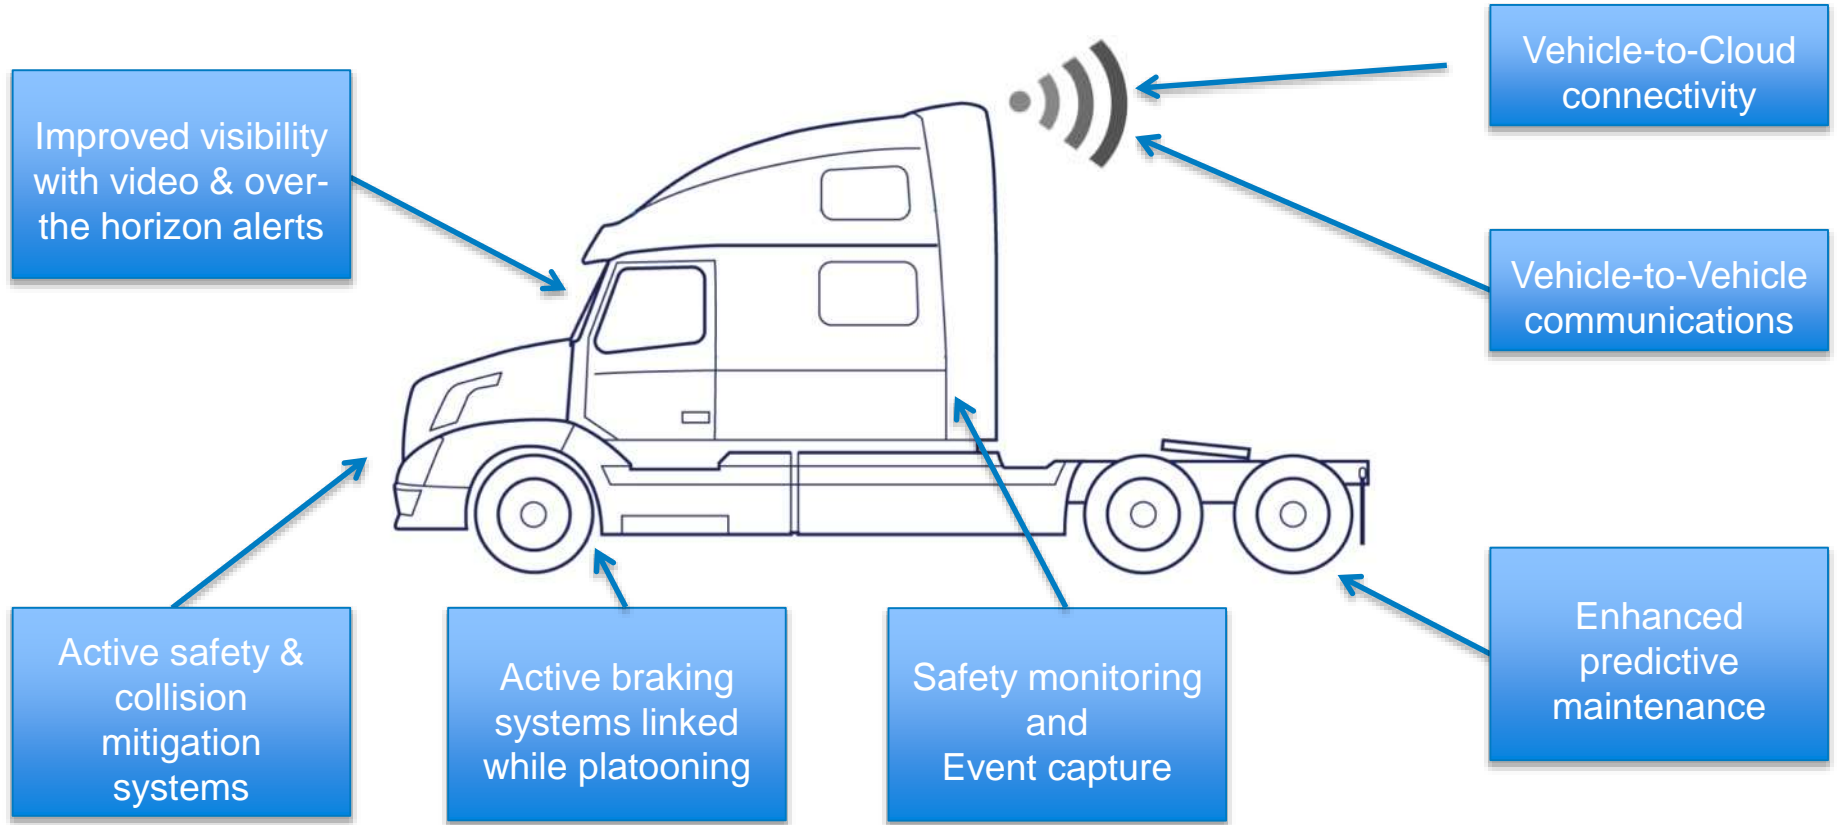 Vehicle-to-Cloud
connectivity
Improved visibility
with video & over-
the horizon alerts
Vehicle-to-Vehicle
communications
Active safety &
collision
mitigation
systems
Active braking
systems linked
while platooning
Safety monitoring
and
Event capture
Enhanced
predictive
maintenance